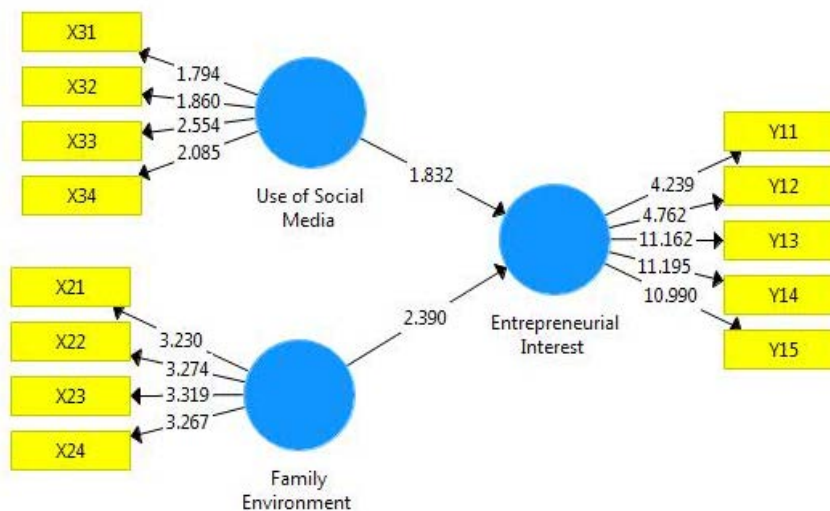 X31
X32
X33
X34
1.794
1.860
2.554
2.085
Use of Social
Media
1.832
X21
X22
X23
X24
3.230
3.274
3.319
3.267
Family
Environment
2.390
Entrepreneurial
Interest
4.239
4.762
11.162
11.195
10.990
Y11
Y12
Y13
Y14
Y15